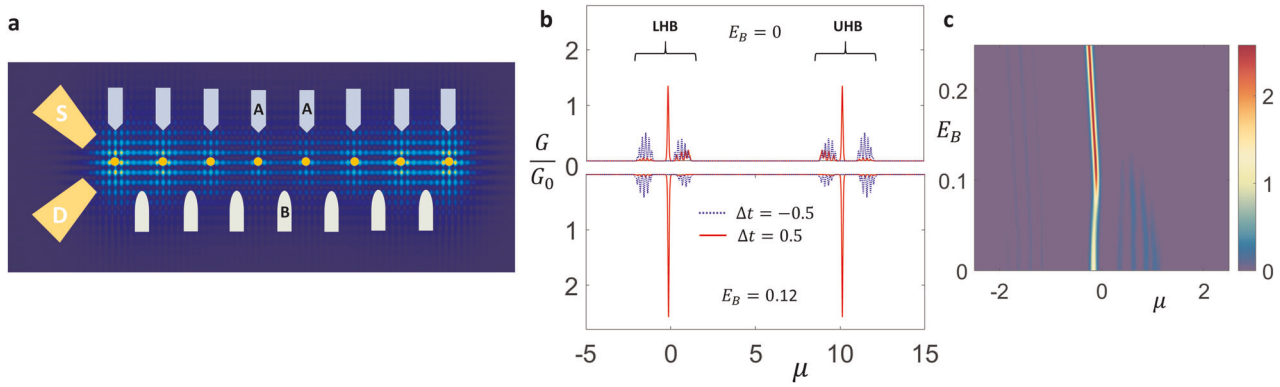 a
S
D
A A
B
b
LHB
E_B = 0
UHB
2
1
0
G/G_0
1
2
Δt = −0.5
Δt = 0.5
E_B = 0.12
-5 0 5 10 15
μ
c
0.2
E_B
0.1
0
-2 0 2
μ
2
1
0